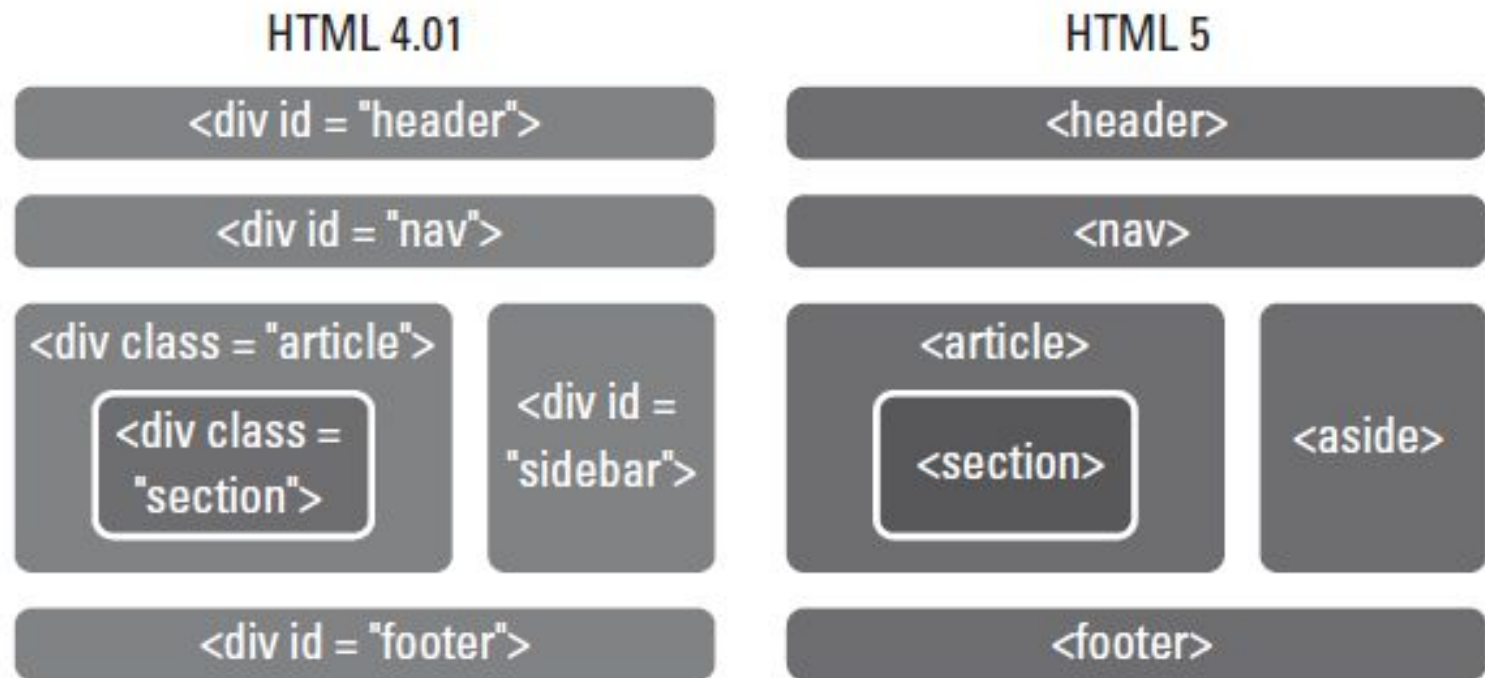 HTML 4.01
<div id = "header">
<div id = "nav">
<div class = "article">
<div class =
"section">
<div id =
"sidebar">
<div id = "footer">
HTML 5
<header>
<nav>
<article>
<section>
<aside>
<footer>